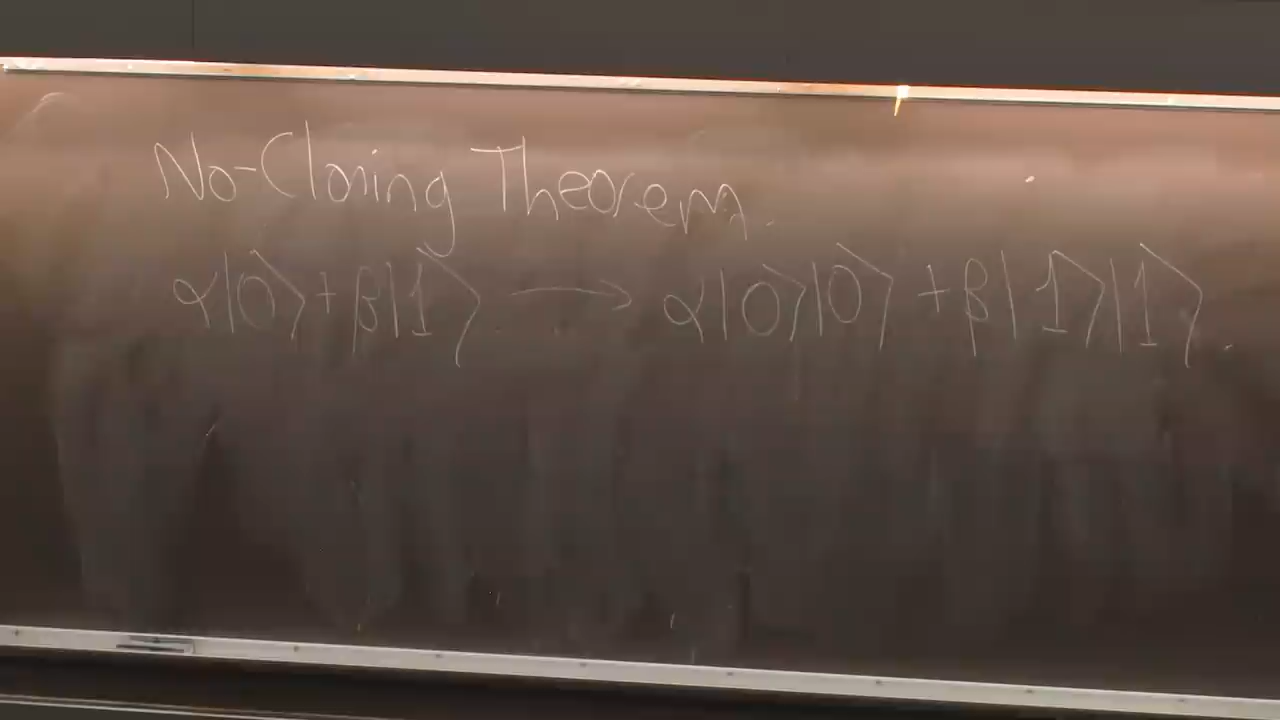 No-Cloning Theorem.
α|0⟩+β|1⟩ → α|0⟩|0⟩ + β|1⟩|1⟩.